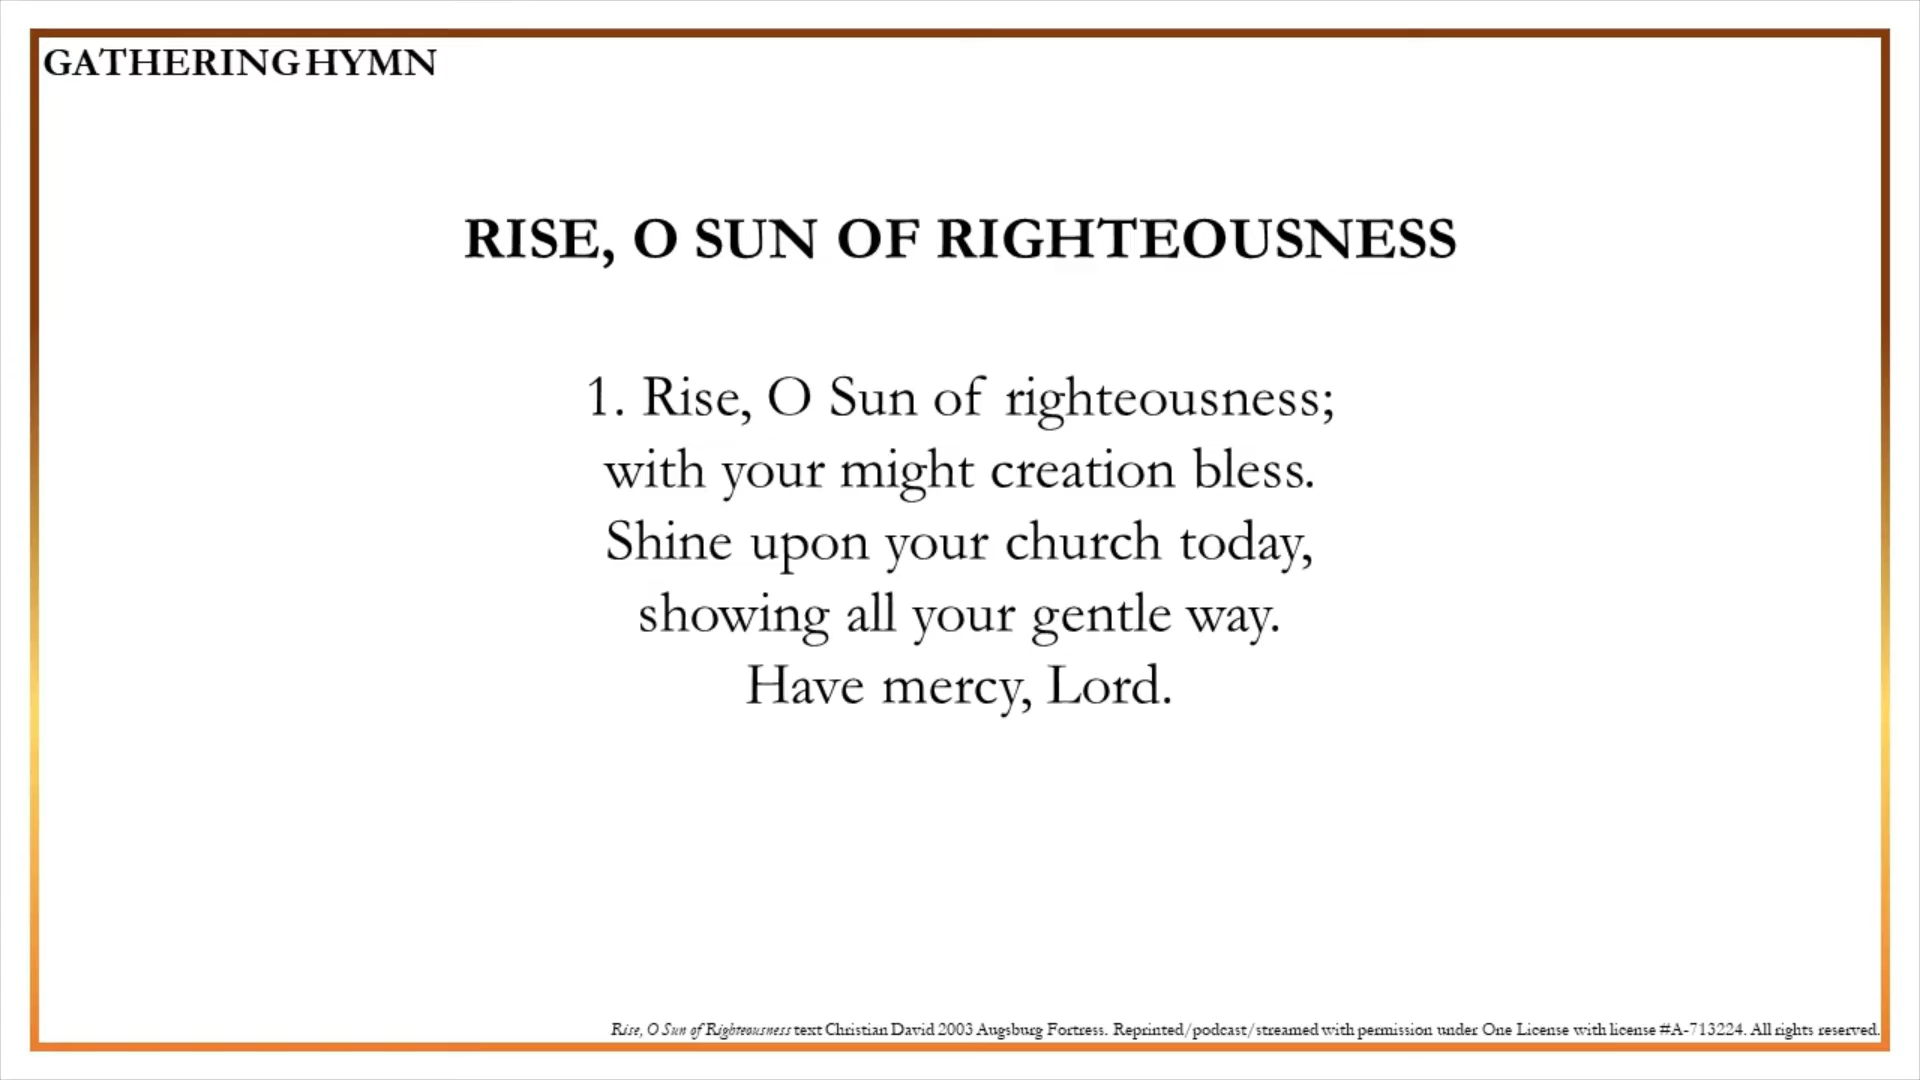 GATHERING HYMN
RISE, O SUN OF RIGHTEOUSNESS
1. Rise, O Sun of righteousness;
with your might creation bless.
Shine upon your church today,
showing all your gentle way.
Have mercy, Lord.
Rise, O Sun of Righteousness text Christian David 2003 Augsburg Fortress. Reprinted/podcast/streamed with permission under One License with license #A-713224. All rights reserved.